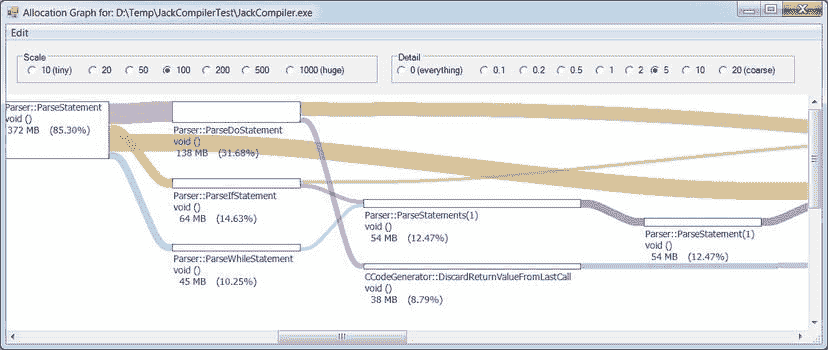 Allocation Graph for: D:\Temp\JackCompilerTest\JackCompiler.exe
Edit
Scale
10 (tiny) 20 50 100 200 500 1000 (huge)
Detail
0 (everything) 0.1 0.2 0.5 1 2 5 10 20 (coarse)
Parser::ParseStatement
void ()
372 MB (85.30%)
Parser::ParseDoStatement
void ()
138 MB (31.68%)
Parser::ParseIfStatement
void ()
64 MB (14.63%)
Parser::ParseWhileStatement
void ()
45 MB (10.25%)
Parser::ParseStatements(1)
void ()
54 MB (12.47%)
CCodeGenerator::DiscardReturnValueFromLastCall
void ()
38 MB (8.79%)
Parser::ParseStatement(1)
void ()
54 MB (12.47%)